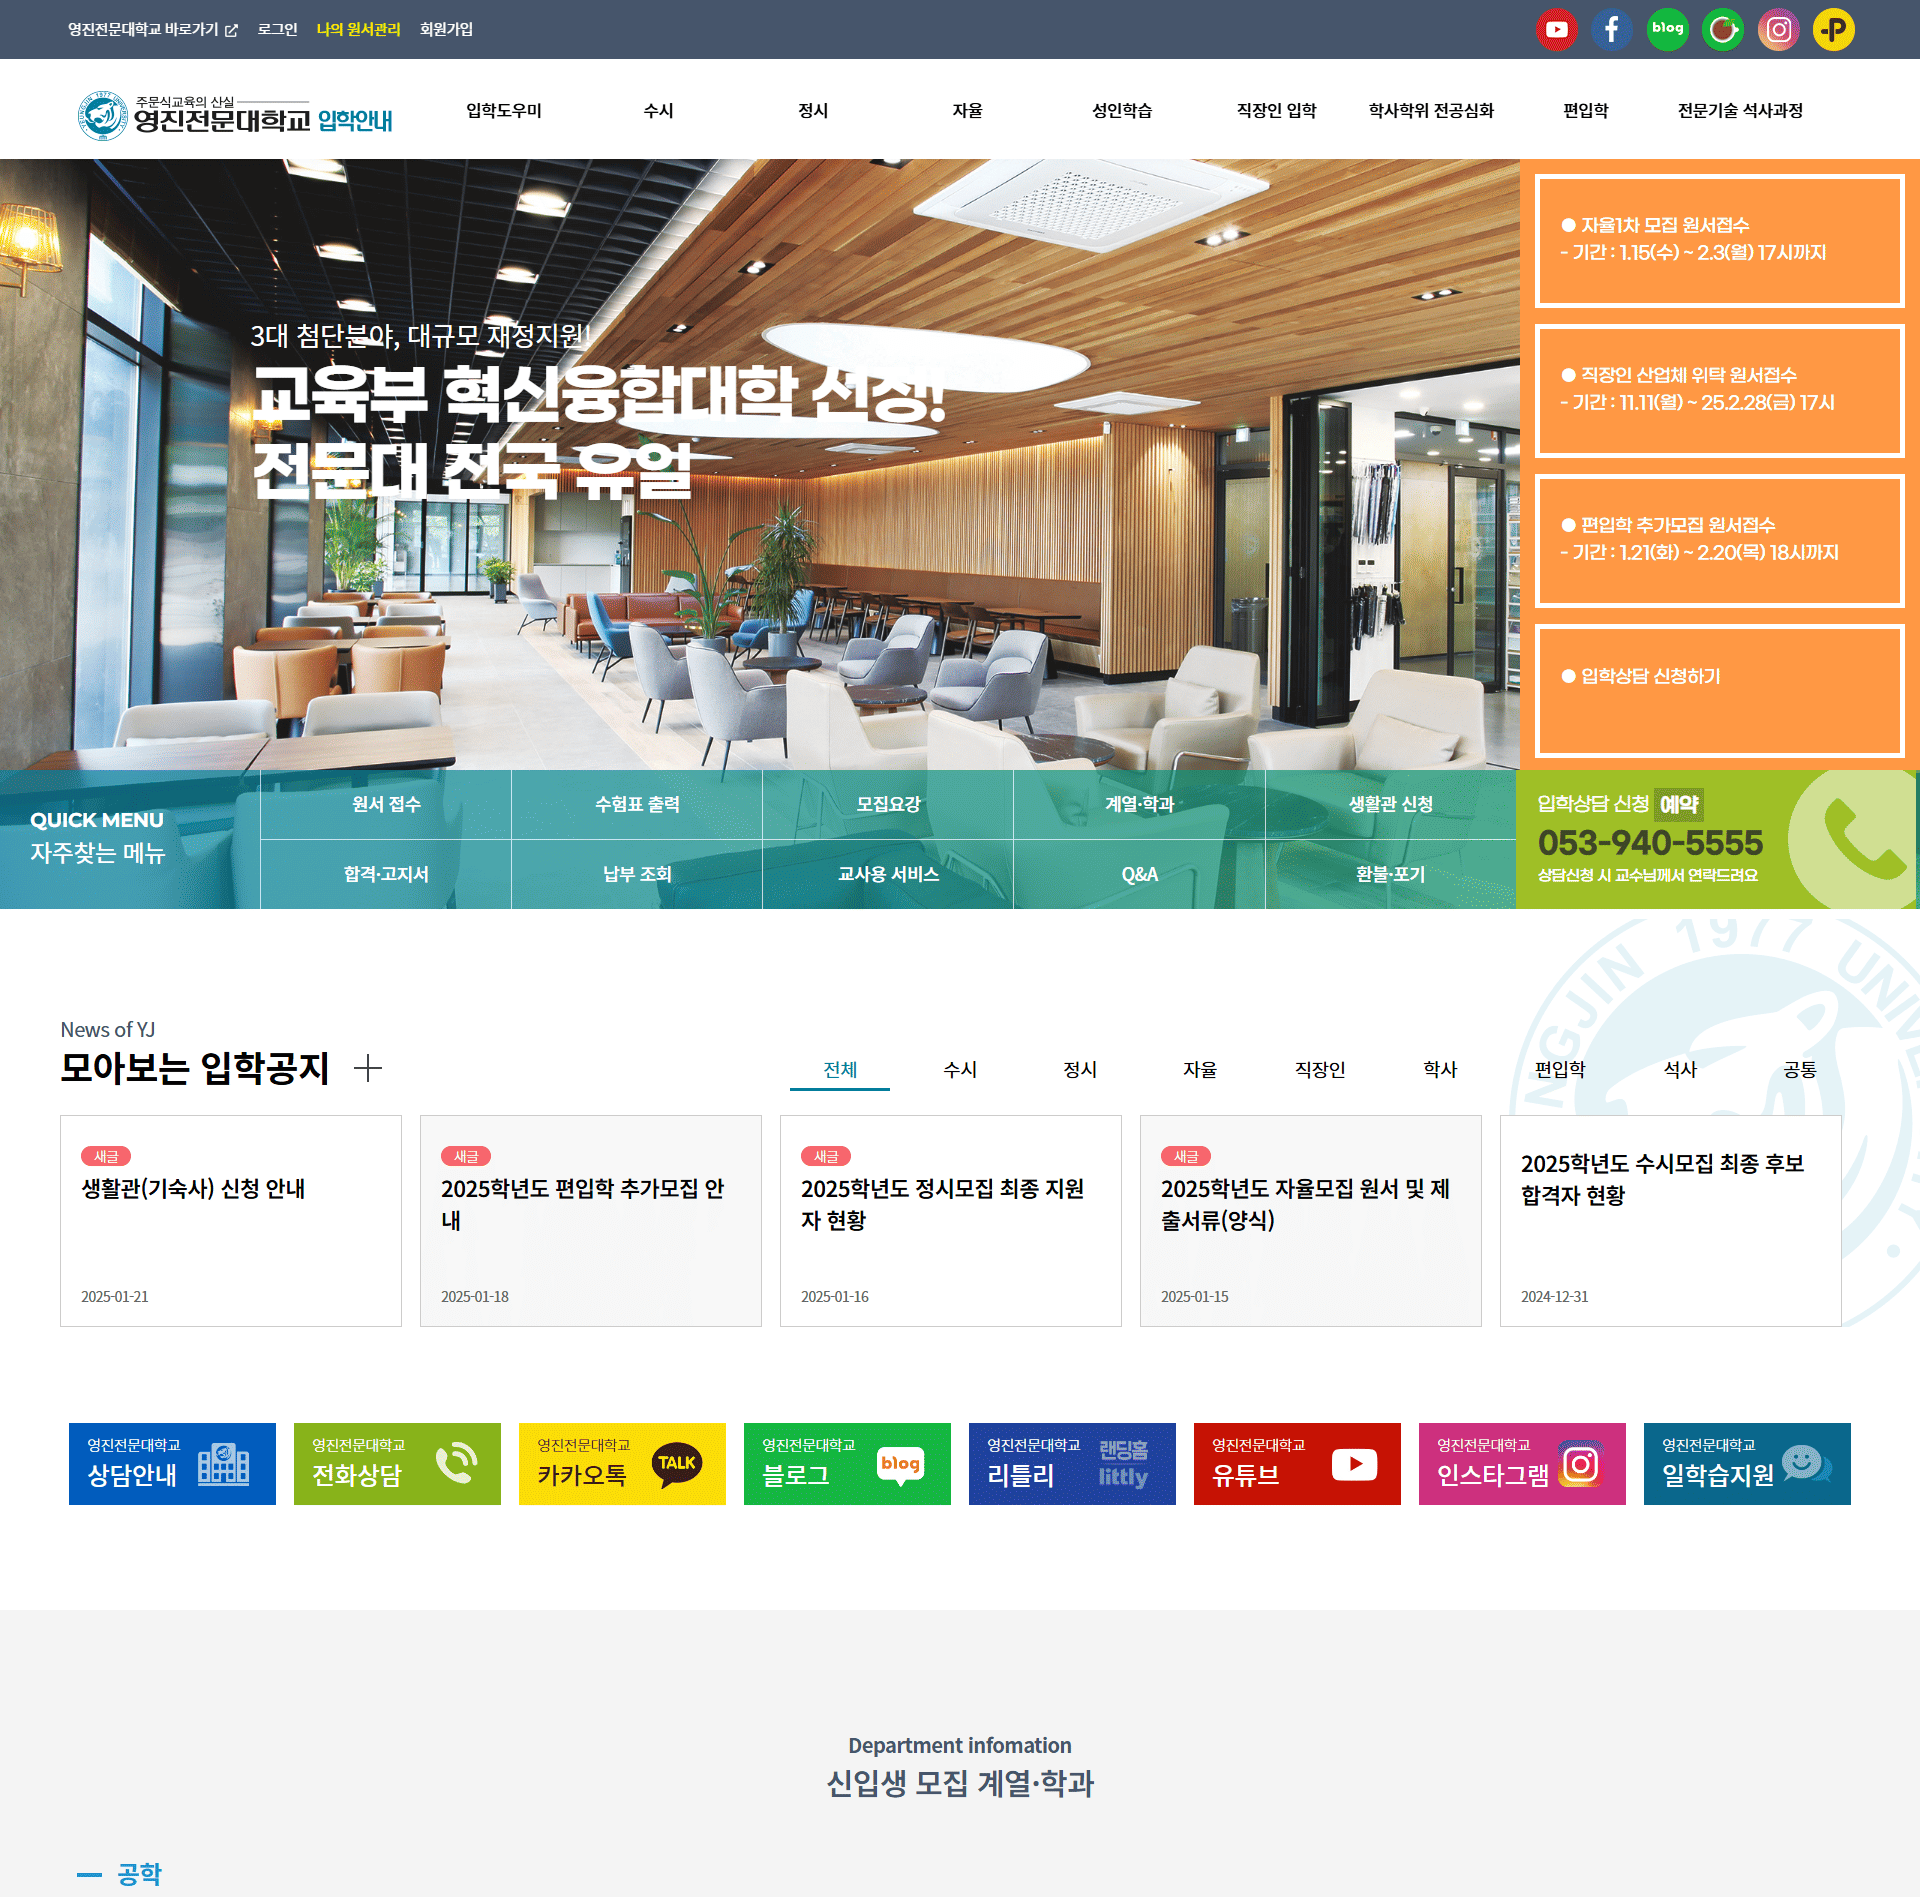 영진전문대학교 바로가기
로그인
나의 원서관리
회원가입
blog
주문식교육의 산실
영진전문대학교 입학안내
입학도우미
수시
정시
자율
성인학습
직장인 입학
학사학위 전공심화
편입학
전문기술 석사과정
3대 첨단분야, 대규모 재정지원!
교육부 혁신융합대학 선정!
전문대 전국 유일
● 자율1차 모집 원서접수
- 기간 : 1.15(수) ~ 2.3(월) 17시까지
● 직장인 산업체 위탁 원서접수
- 기간 : 11.11(월) ~ 25.2.28(금) 17시
● 편입학 추가모집 원서접수
- 기간 : 1.21(화) ~ 2.20(목) 18시까지
● 입학상담 신청하기
QUICK MENU
자주찾는 메뉴
원서 접수
수험표 출력
모집요강
계열·학과
생활관 신청
합격·고지서
납부 조회
교사용 서비스
Q&A
환불·포기
입학상담 신청 예약
053-940-5555
상담신청 시 교수님께서 연락드려요
News of YJ
모아보는 입학공지
전체
수시
정시
자율
직장인
학사
편입학
석사
공통
새글
생활관(기숙사) 신청 안내
2025-01-21
새글
2025학년도 편입학 추가모집 안
내
2025-01-18
새글
2025학년도 정시모집 최종 지원
자 현황
2025-01-16
새글
2025학년도 자율모집 원서 및 제
출서류(양식)
2025-01-15
2025학년도 수시모집 최종 후보
합격자 현황
2024-12-31
영진전문대학교
상담안내
영진전문대학교
전화상담
영진전문대학교
카카오톡
TALK
영진전문대학교
블로그
blog
영진전문대학교
리틀리
랜딩홈
littly
영진전문대학교
유튜브
영진전문대학교
인스타그램
영진전문대학교
일학습지원
Department infomation
신입생 모집 계열·학과
공학